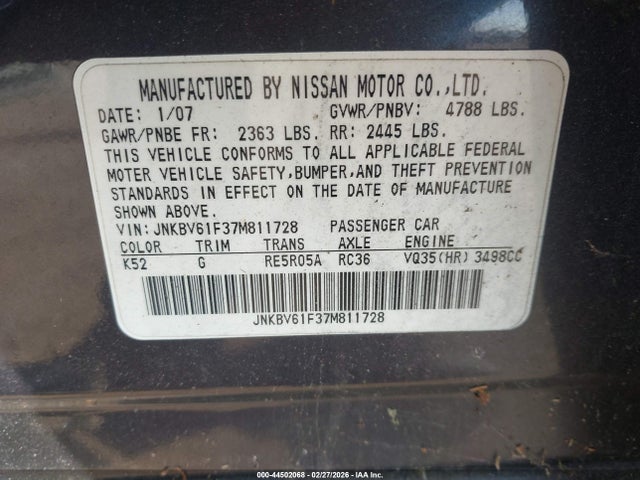 MANUFACTURED BY NISSAN MOTOR CO.,LTD.
DATE: 1/07 GVWR/PNBV: 4788 LBS.
GAWR/PNBE FR: 2363 LBS. RR: 2445 LBS.
THIS VEHICLE CONFORMS TO ALL APPLICABLE FEDERAL
MOTOR VEHICLE SAFETY,BUMPER,AND THEFT PREVENTION
STANDARDS IN EFFECT ON THE DATE OF MANUFACTURE
SHOWN ABOVE.
VIN: JNKBV61F37M811728 PASSENGER CAR
COLOR TRIM TRANS AXLE ENGINE
K52 G RE5R05A RC36 VQ35(HR) 3498CC
JNKBV61F37M811728
000-44502068 - 02/27/2026 - IAA Inc.